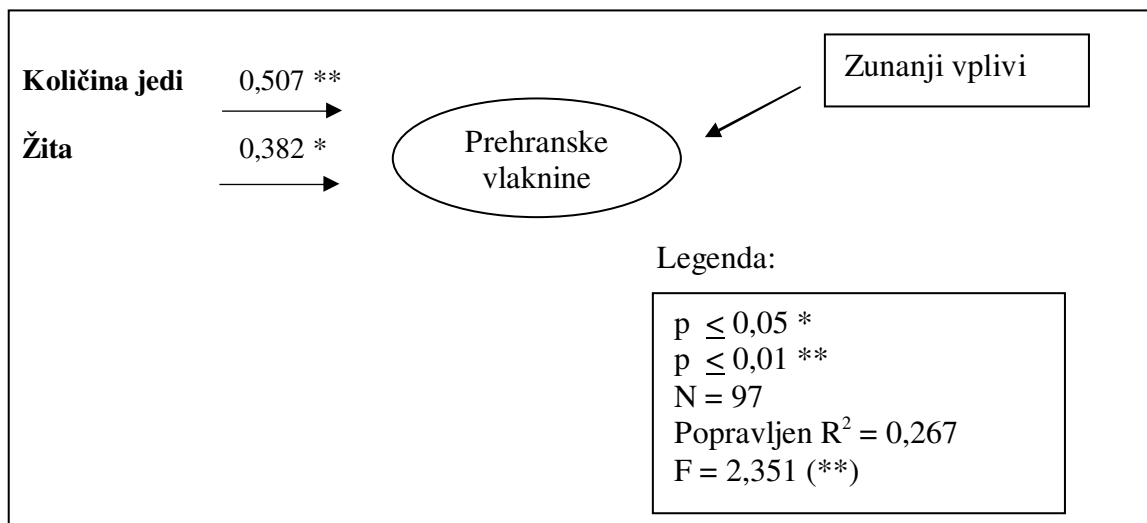 Količina jedi 0,507 **
Žita 0,382 *
Prehranske
vlaknine
Zunanji vplivi
Legenda:
p ≤ 0,05 *
p ≤ 0,01 **
N = 97
Popravljen R² = 0,267
F = 2,351 (**)